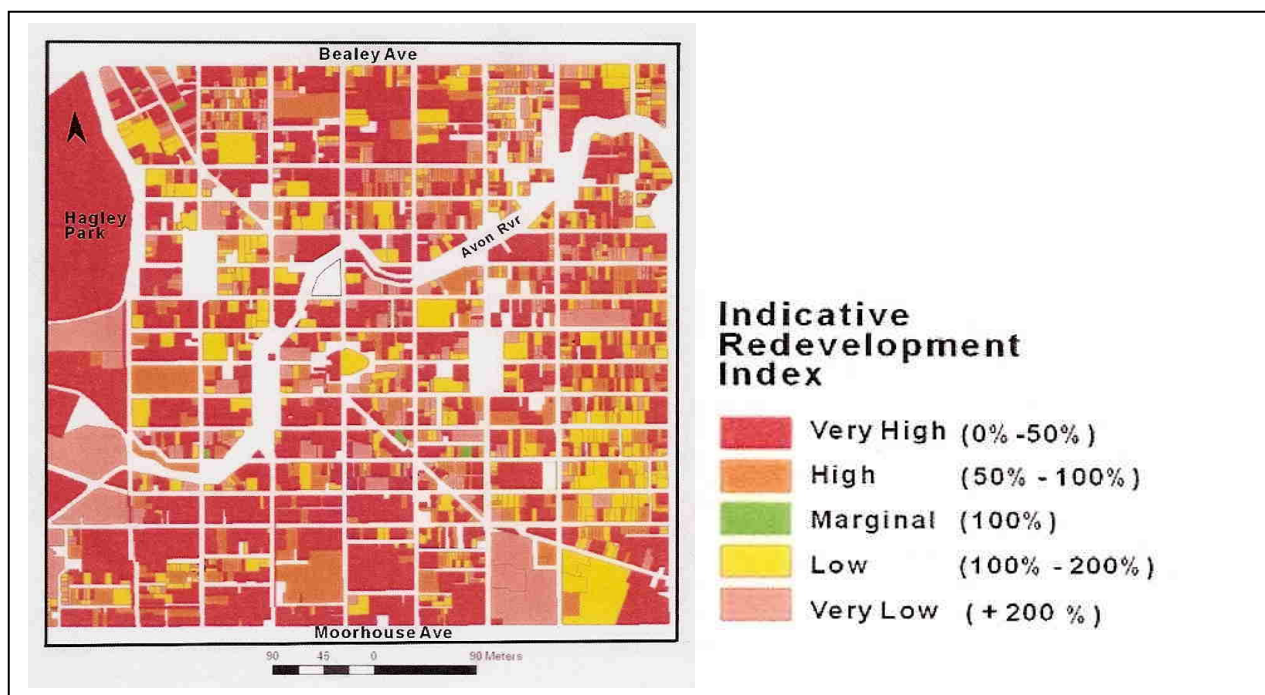 Bealey Ave
Hagley
Park
Avon Rvr
Moorhouse Ave
90 45 0 90 Meters
Indicative
Redevelopment
Index
Very High (0% -50%)
High (50% - 100%)
Marginal (100%)
Low (100% - 200%)
Very Low ( + 200 %)